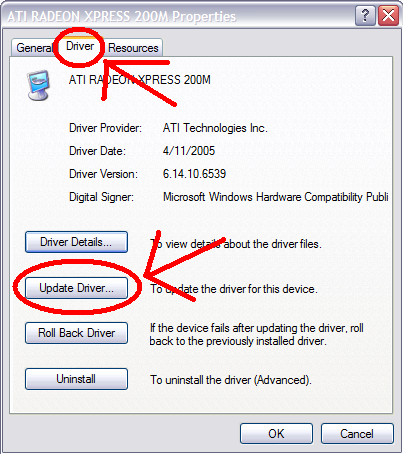 ATI RADEON XPRESS 200M Properties
General Driver Resources
ATI RADEON XPRESS 200M
Driver Provider: ATI Technologies Inc.
Driver Date: 4/11/2005
Driver Version: 6.14.10.6539
Digital Signer: Microsoft Windows Hardware Compatibility Publi
Driver Details... To view details about the driver files.
Update Driver... To update the driver for this device.
Roll Back Driver If the device fails after updating the driver, roll
back to the previously installed driver.
Uninstall To uninstall the driver (Advanced).
OK Cancel